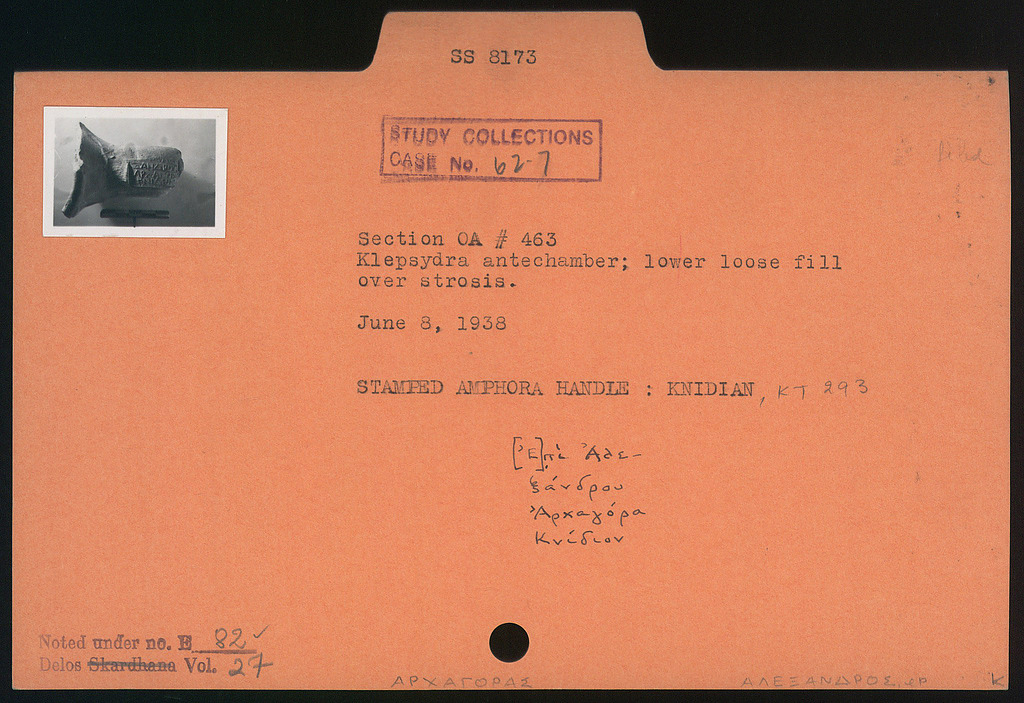 SS 8173
STUDY COLLECTIONS
CASE No. 62-7
Section OA # 463
Klepsydra antechamber; lower loose fill
over strosis.
June 8, 1938
STAMPED AMPHORA HANDLE : KNIDIAN, KT 293
[Ἐ]πὶ Ἀλε-
ξάνδρου
Ἀρχαγόρα
Κνίδιον
Noted under no. E 82 ✓
Delos Skardhana Vol. 27
ΑΡΧΑΓΟΡΑΣ
ΑΛΕΞΑΝΔΡΟΣ, ep
K